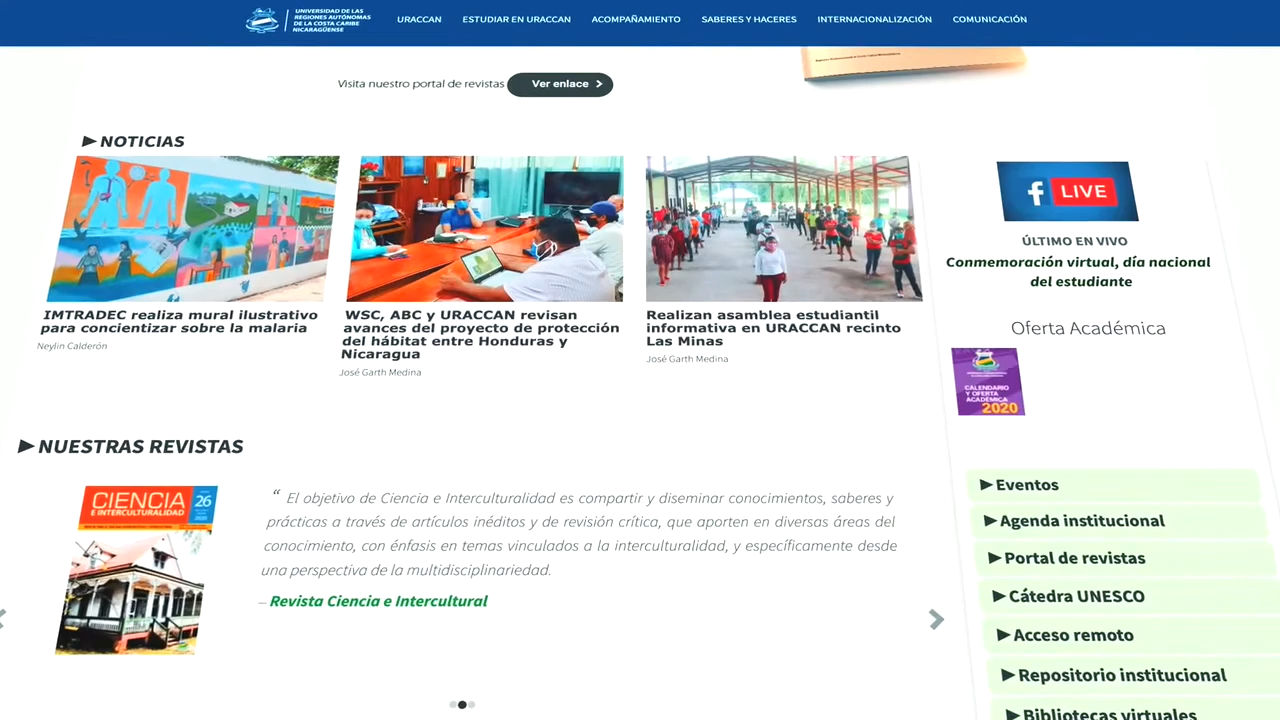 UNIVERSIDAD DE LAS
REGIONES AUTÓNOMAS
DE LA COSTA CARIBE
NICARAGÜENSE
URACCAN
ESTUDIAR EN URACCAN
ACOMPAÑAMIENTO
SABERES Y HACERES
INTERNACIONALIZACIÓN
COMUNICACIÓN
Visita nuestro portal de revistas
Ver enlace
NOTICIAS
IMTRADEC realiza mural ilustrativo
para concientizar sobre la malaria
Neylin Calderón
WSC, ABC y URACCAN revisan
avances del proyecto de protección
del hábitat entre Honduras y
Nicaragua
José Garth Medina
Realizan asamblea estudiantil
informativa en URACCAN recinto
Las Minas
José Garth Medina
f LIVE
ÚLTIMO EN VIVO
Conmemoración virtual, día nacional
del estudiante
Oferta Académica
CALENDARIO
Y OFERTA
ACADÉMICA
2020
NUESTRAS REVISTAS
CIENCIA
E INTERCULTURALIDAD
26
“ El objetivo de Ciencia e Interculturalidad es compartir y diseminar conocimientos, saberes y
prácticas a través de artículos inéditos y de revisión crítica, que aporten en diversas áreas del
conocimiento, con énfasis en temas vinculados a la interculturalidad, y específicamente desde
una perspectiva de la multidisciplinariedad.
— Revista Ciencia e Intercultural
Eventos
Agenda institucional
Portal de revistas
Cátedra UNESCO
Acceso remoto
Repositorio institucional
Bibliotecas virtuales